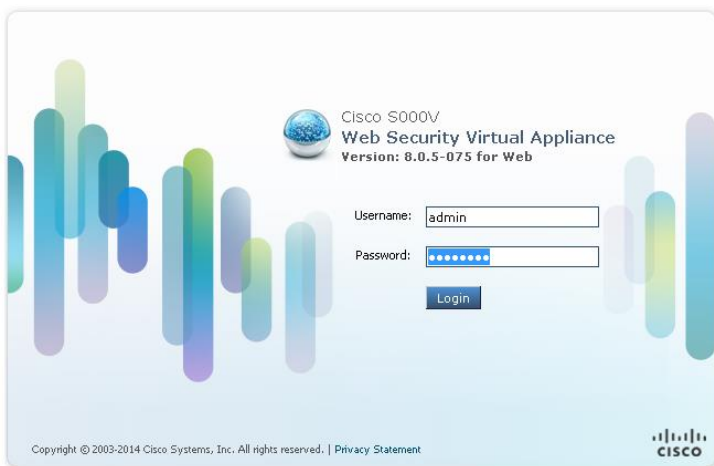 Cisco S000V
Web Security Virtual Appliance
Version: 8.0.5-075 for Web
Username: admin
Password: ••••••••
Login
Copyright © 2003-2014 Cisco Systems, Inc. All rights reserved. | Privacy Statement
CISCO